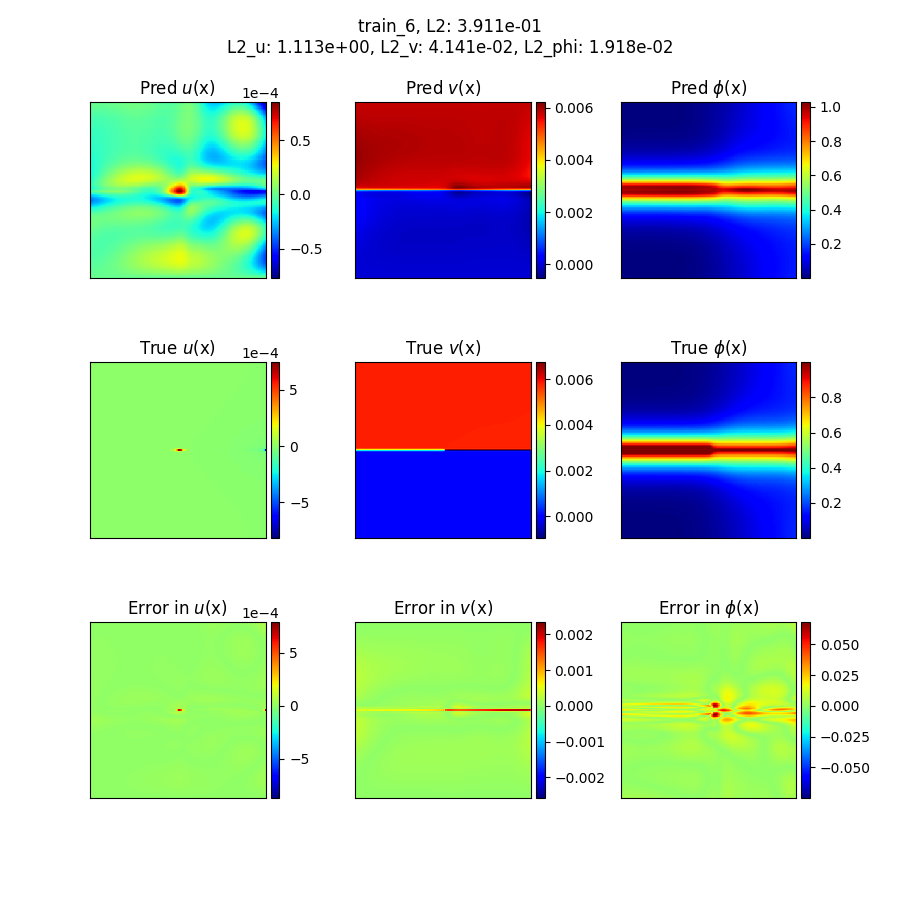 train_6, L2: 3.911e-01
L2_u: 1.113e+00, L2_v: 4.141e-02, L2_phi: 1.918e-02
Pred u(x)
1e−4
0.5
0.0
−0.5
Pred v(x)
0.006
0.004
0.002
0.000
Pred ϕ(x)
1.0
0.8
0.6
0.4
0.2
True u(x)
1e−4
5
0
−5
True v(x)
0.006
0.004
0.002
0.000
True ϕ(x)
0.8
0.6
0.4
0.2
Error in u(x)
1e−4
5
0
−5
Error in v(x)
0.002
0.001
0.000
−0.001
−0.002
Error in ϕ(x)
0.050
0.025
0.000
−0.025
−0.050